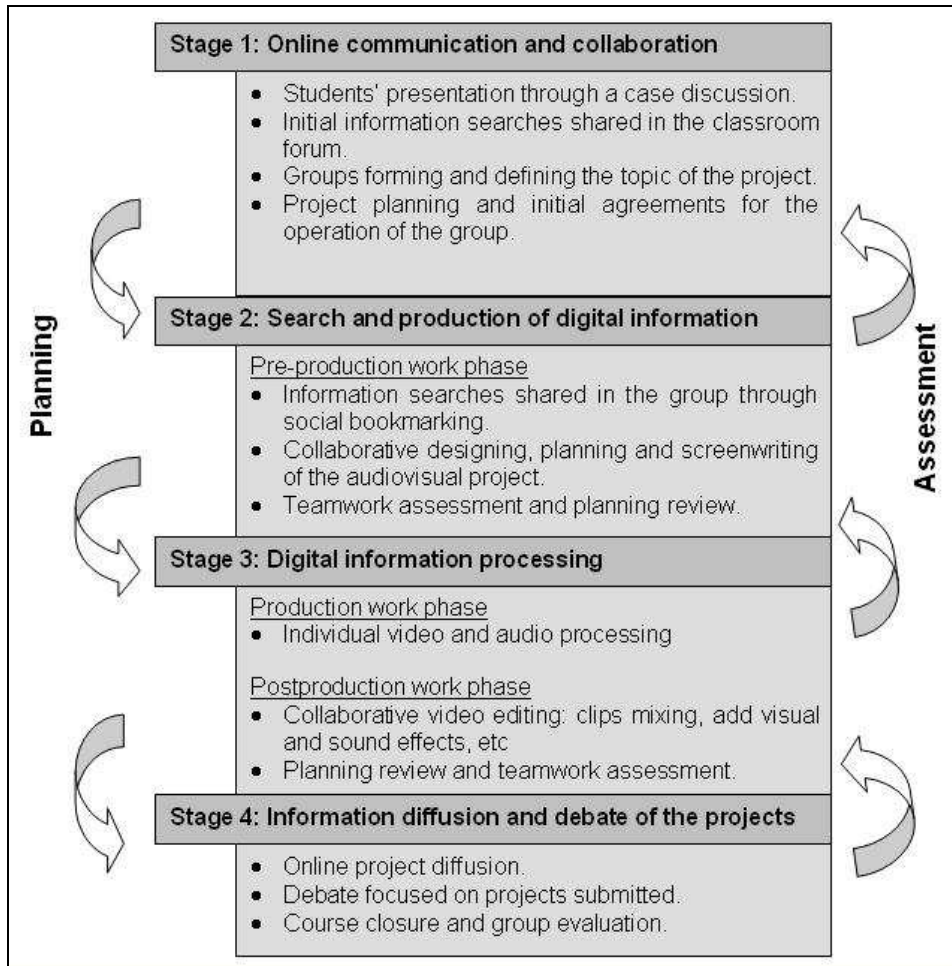 Stage 1: Online communication and collaboration
• Students' presentation through a case discussion.
• Initial information searches shared in the classroom
forum.
• Groups forming and defining the topic of the project.
• Project planning and initial agreements for the
operation of the group.
Planning
Assessment
Stage 2: Search and production of digital information
Pre-production work phase
• Information searches shared in the group through
social bookmarking.
• Collaborative designing, planning and screenwriting
of the audiovisual project.
• Teamwork assessment and planning review.
Stage 3: Digital information processing
Production work phase
• Individual video and audio processing
Postproduction work phase
• Collaborative video editing: clips mixing, add visual
and sound effects, etc
• Planning review and teamwork assessment.
Stage 4: Information diffusion and debate of the projects
• Online project diffusion.
• Debate focused on projects submitted.
• Course closure and group evaluation.